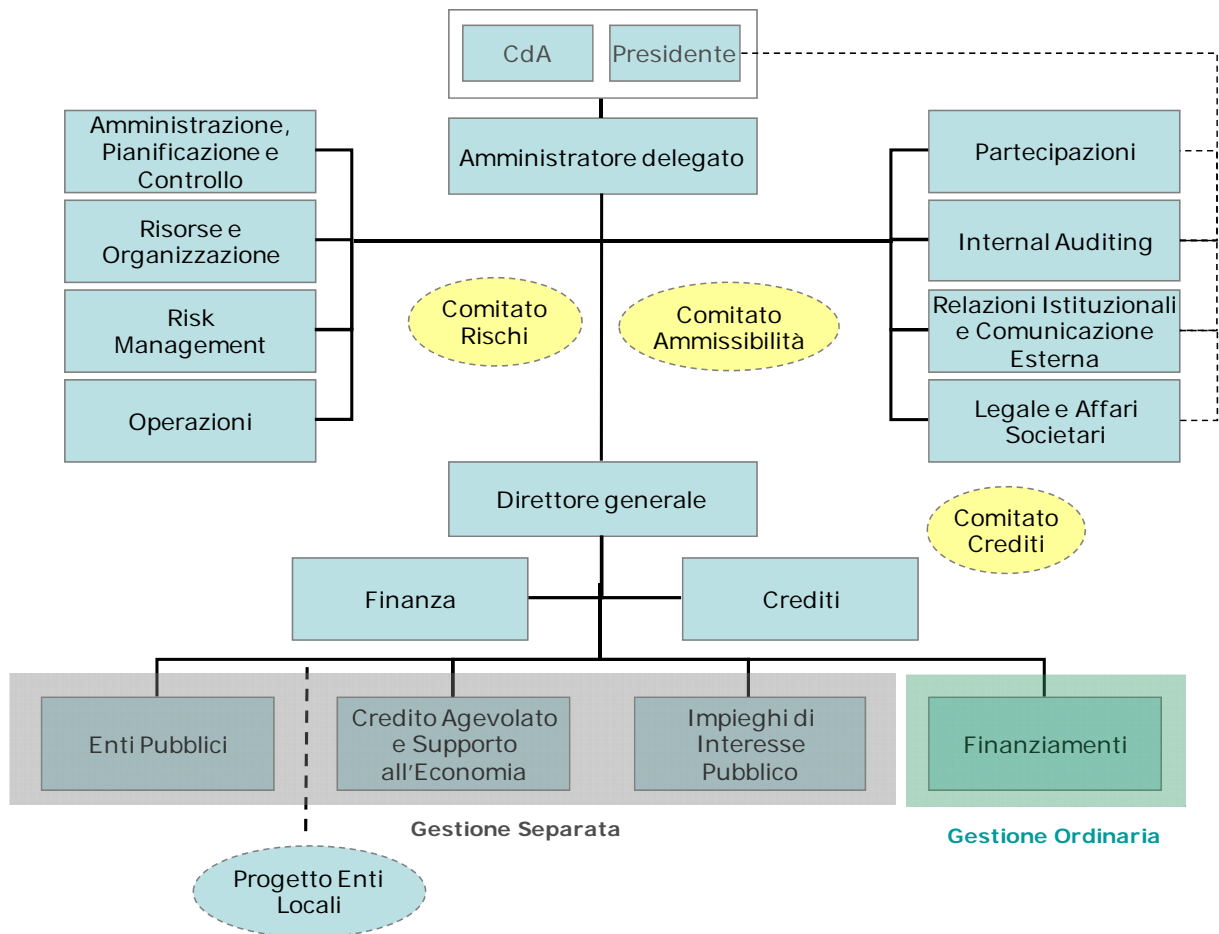 CdA
Presidente
Amministrazione,
Pianificazione e
Controllo
Amministratore delegato
Partecipazioni
Risorse e
Organizzazione
Internal Auditing
Risk
Management
Comitato
Rischi
Comitato
Ammissibilità
Relazioni Istituzionali
e Comunicazione
Esterna
Operazioni
Legale e Affari
Societari
Direttore generale
Comitato
Crediti
Finanza
Crediti
Enti Pubblici
Credito Agevolato
e Supporto
all'Economia
Impieghi di
Interesse
Pubblico
Finanziamenti
Gestione Separata
Gestione Ordinaria
Progetto Enti
Locali